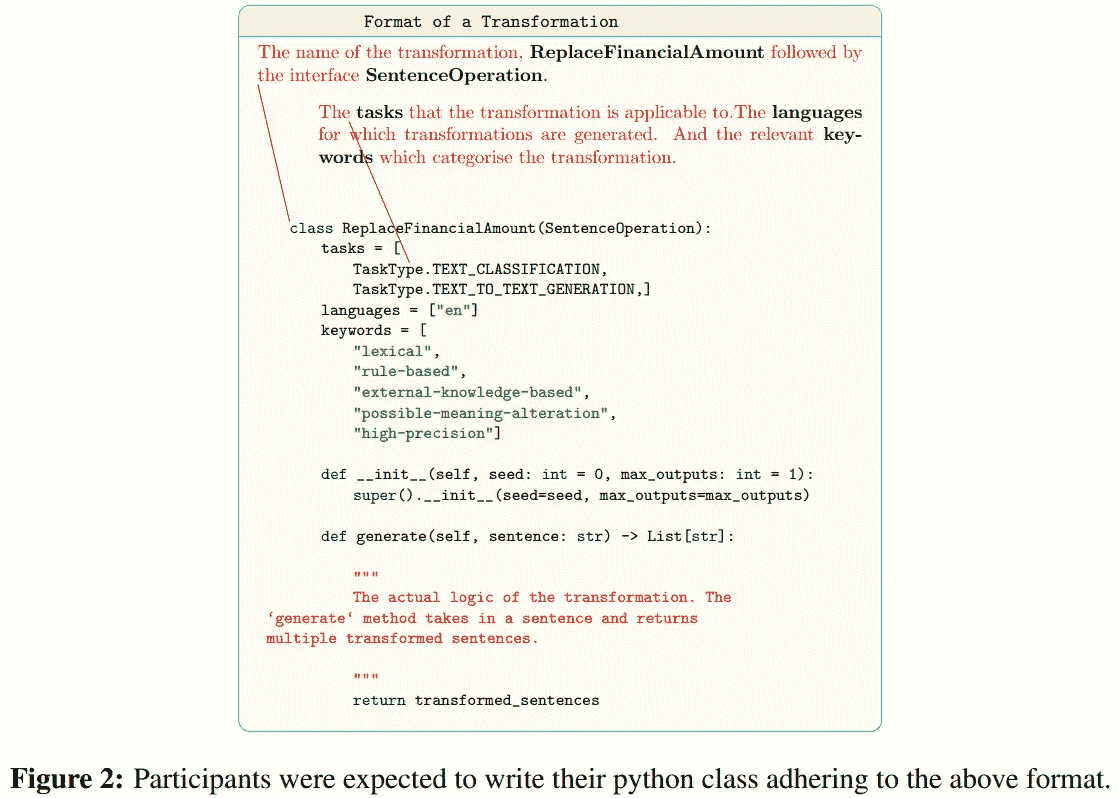 Format of a Transformation
The name of the transformation, ReplaceFinancialAmount followed by
the interface SentenceOperation.
The tasks that the transformation is applicable to.The languages
for which transformations are generated. And the relevant key-
words which categorise the transformation.
class ReplaceFinancialAmount(SentenceOperation):
tasks = [
TaskType.TEXT_CLASSIFICATION,
TaskType.TEXT_TO_TEXT_GENERATION,]
languages = ["en"]
keywords = [
"lexical",
"rule-based",
"external-knowledge-based",
"possible-meaning-alteration",
"high-precision"]
def __init__(self, seed: int = 0, max_outputs: int = 1):
super().__init__(seed=seed, max_outputs=max_outputs)
def generate(self, sentence: str) -> List[str]:
"""
The actual logic of the transformation. The
‘generate‘ method takes in a sentence and returns
multiple transformed sentences.
"""
return transformed_sentences
Figure 2: Participants were expected to write their python class adhering to the above format.